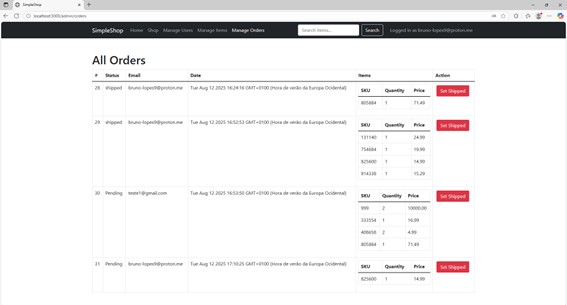 SimpleShop
localhost:3000/admin/orders
SimpleShop Home Shop Manage Users Manage Items Manage Orders Search items... Search Logged in as bruno-lopes9@proton.me
All Orders
# Status Email Date Items Action
28 shipped bruno-lopes9@proton.me Tue Aug 12 2025 16:24:16 GMT+0100 (Hora de verão da Europa Ocidental) Set Shipped
SKU Quantity Price
805884 1 71.49
29 shipped bruno-lopes9@proton.me Tue Aug 12 2025 16:52:53 GMT+0100 (Hora de verão da Europa Ocidental) Set Shipped
SKU Quantity Price
131140 1 24.99
754684 1 19.99
825600 1 14.99
914338 1 15.29
30 Pending teste1@gmail.com Tue Aug 12 2025 16:53:50 GMT+0100 (Hora de verão da Europa Ocidental) Set Shipped
SKU Quantity Price
999 2
333554 1 16.99
408658 2 4.99
805884 1 71.49
31 Pending bruno-lopes9@proton.me Tue Aug 12 2025 17:10:25 GMT+0100 (Hora de verão da Europa Ocidental) Set Shipped
SKU Quantity Price
825600 1 14.99